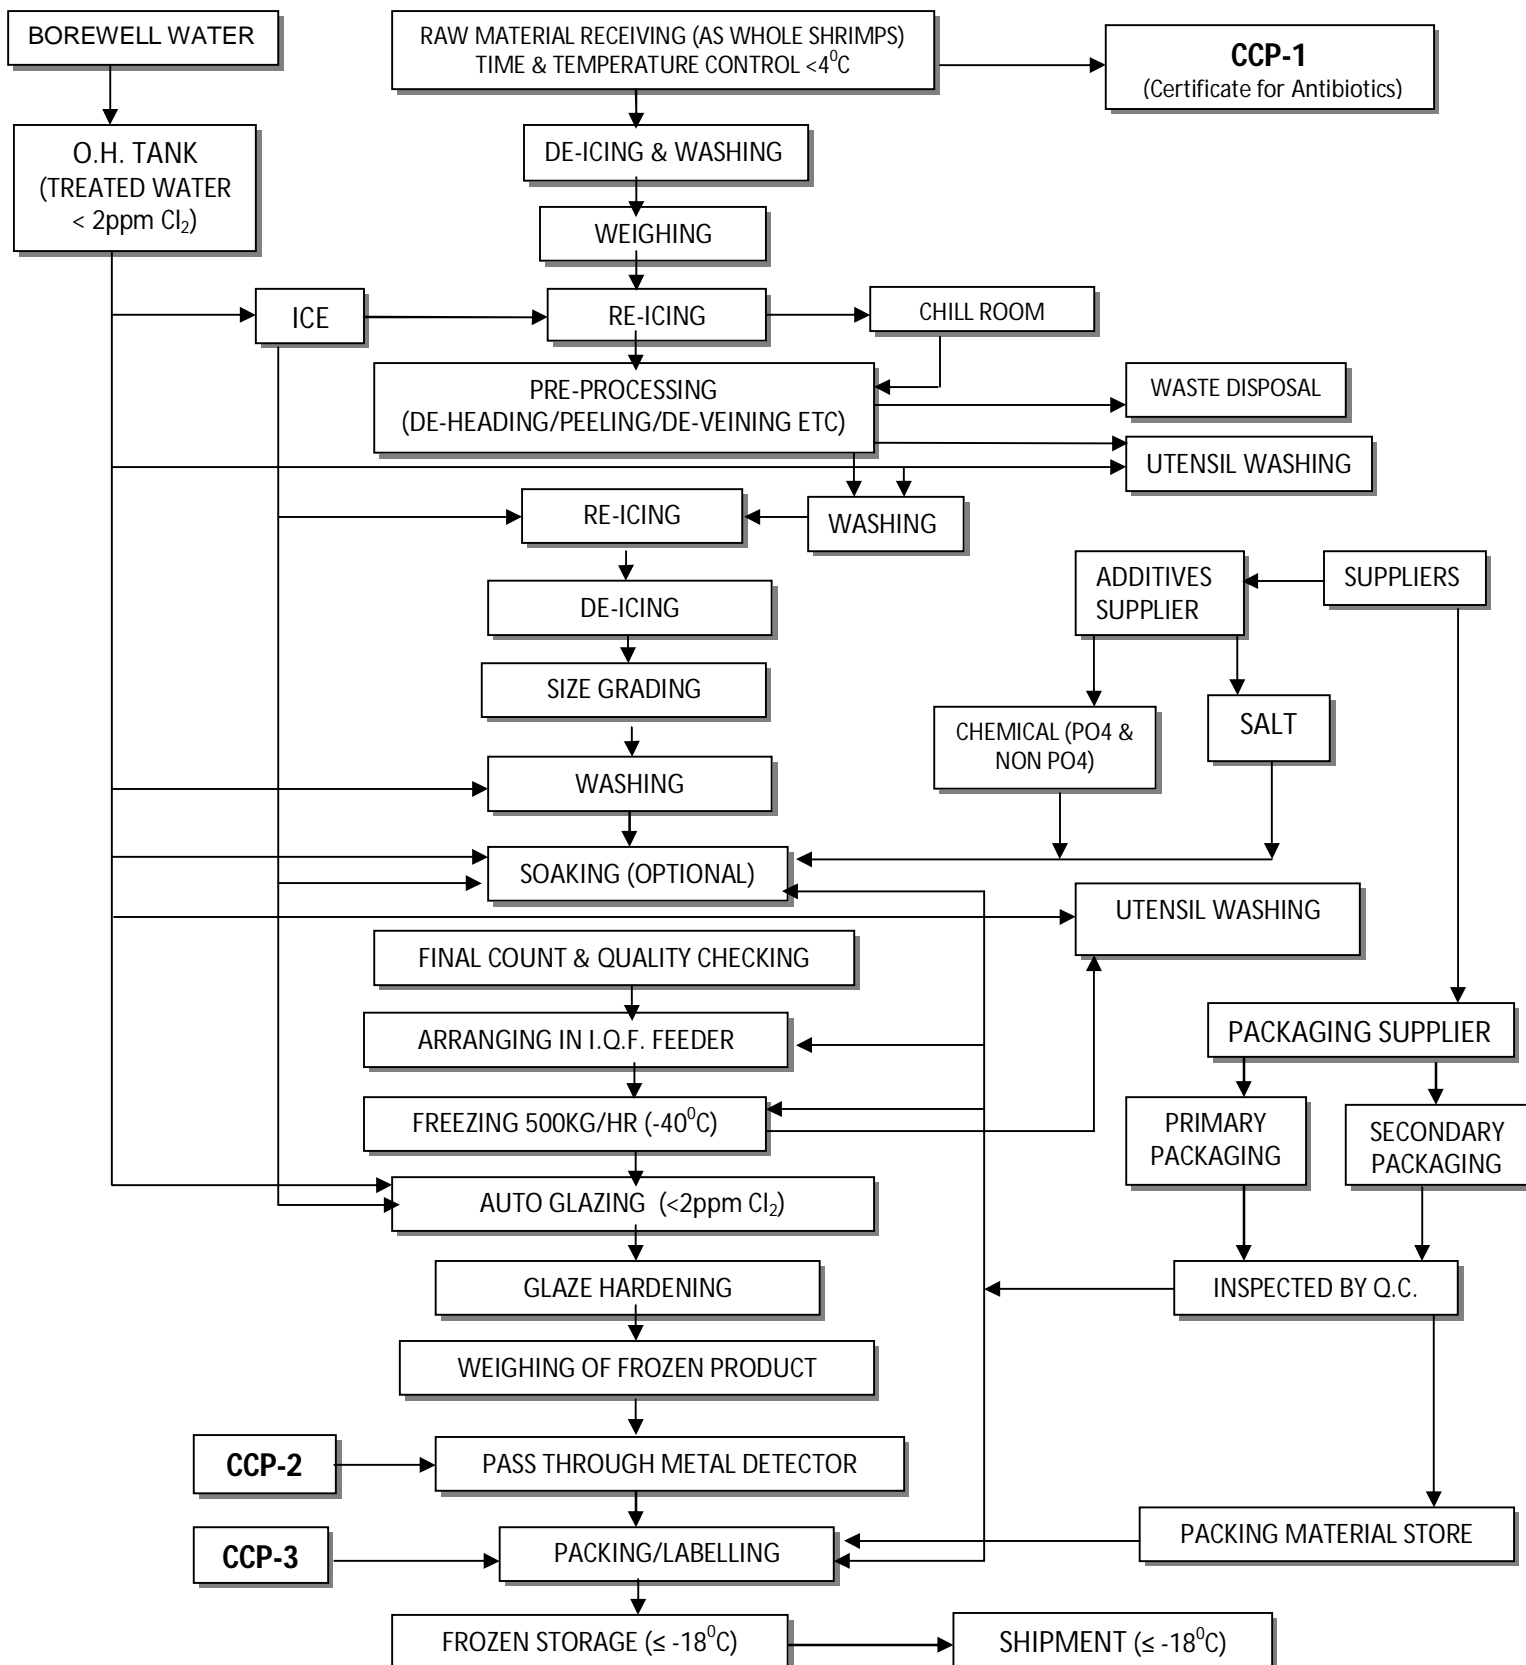 BOREWELL WATER
RAW MATERIAL RECEIVING (AS WHOLE SHRIMPS)
TIME & TEMPERATURE CONTROL <4⁰C
CCP-1
(Certificate for Antibiotics)
O.H. TANK
(TREATED WATER
< 2ppm Cl₂)
DE-ICING & WASHING
WEIGHING
ICE
RE-ICING
CHILL ROOM
PRE-PROCESSING
(DE-HEADING/PEELING/DE-VEINING ETC)
WASTE DISPOSAL
UTENSIL WASHING
RE-ICING
WASHING
ADDITIVES
SUPPLIER
SUPPLIERS
DE-ICING
SIZE GRADING
CHEMICAL (PO4 &
NON PO4)
SALT
WASHING
SOAKING (OPTIONAL)
UTENSIL WASHING
FINAL COUNT & QUALITY CHECKING
ARRANGING IN I.Q.F. FEEDER
PACKAGING SUPPLIER
FREEZING 500KG/HR (-40⁰C)
PRIMARY
PACKAGING
SECONDARY
PACKAGING
AUTO GLAZING (<2ppm Cl₂)
GLAZE HARDENING
INSPECTED BY Q.C.
WEIGHING OF FROZEN PRODUCT
CCP-2
PASS THROUGH METAL DETECTOR
CCP-3
PACKING/LABELLING
PACKING MATERIAL STORE
FROZEN STORAGE (≤ -18⁰C)
SHIPMENT (≤ -18⁰C)